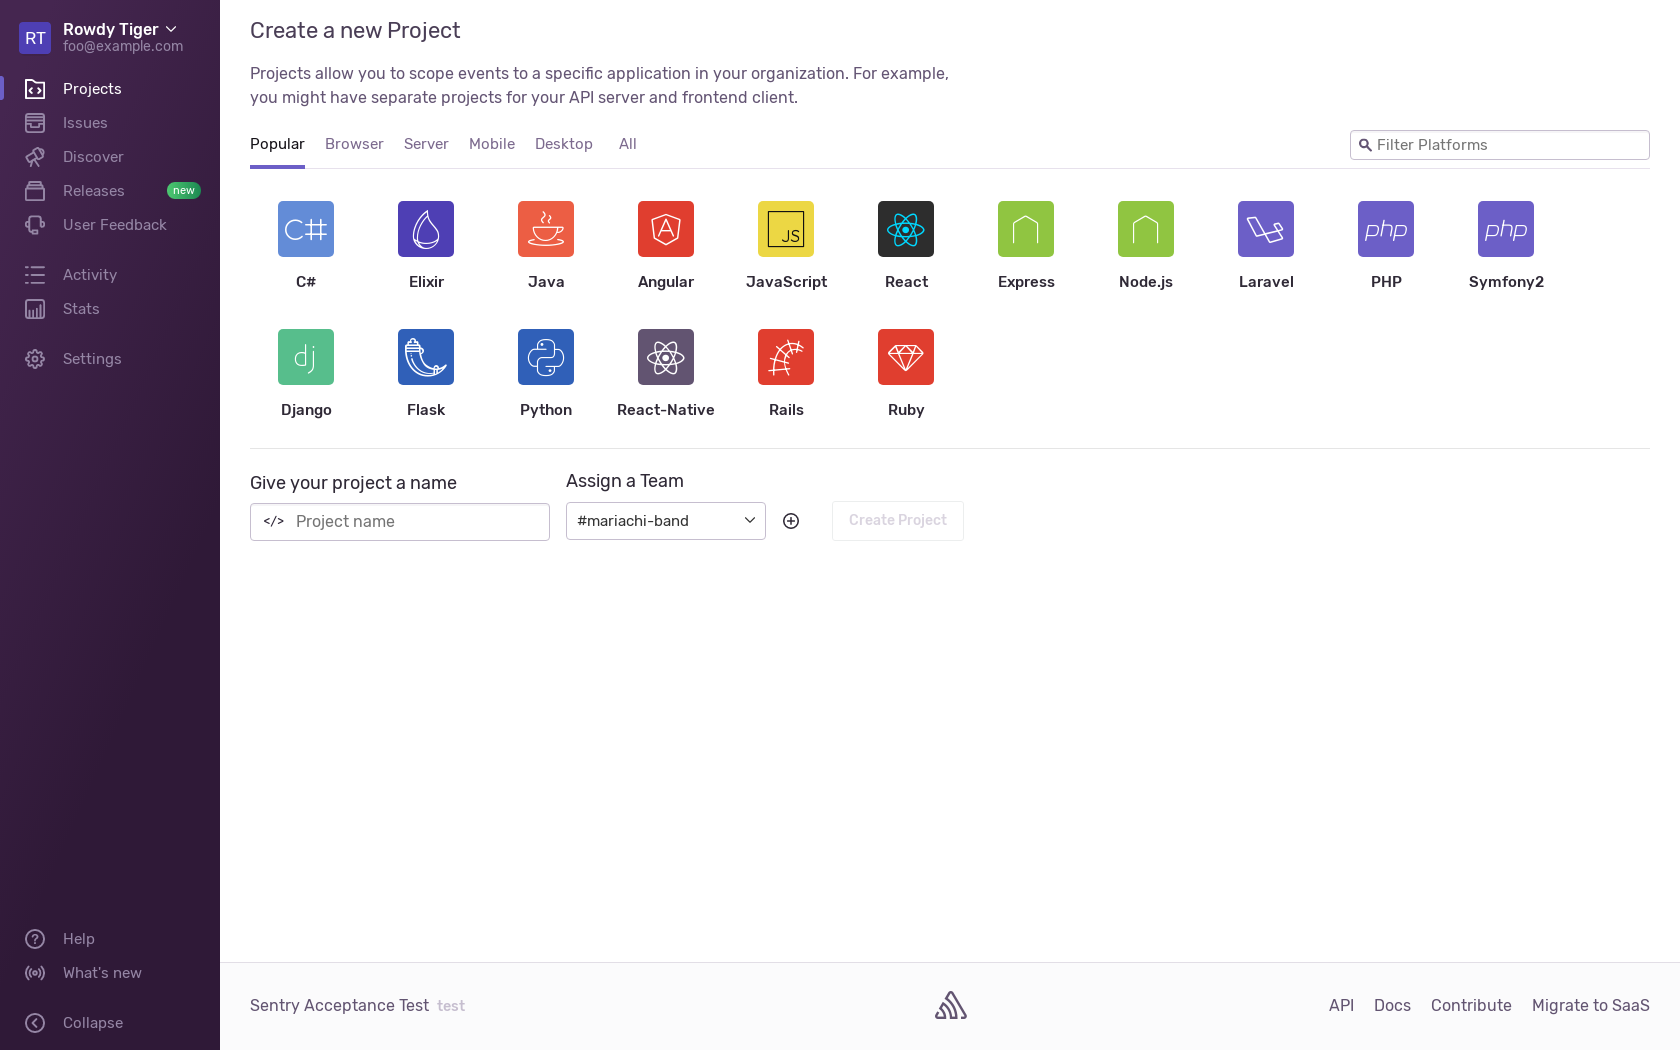 RT
Rowdy Tiger
foo@example.com
Projects
Issues
Discover
Releases new
User Feedback
Activity
Stats
Settings
Help
What's new
Collapse
Create a new Project
Projects allow you to scope events to a specific application in your organization. For example,
you might have separate projects for your API server and frontend client.
Popular Browser Server Mobile Desktop All
Filter Platforms
C# JS php php
C# Elixir Java Angular JavaScript React Express Node.js Laravel PHP Symfony2
dj
Django Flask Python React-Native Rails Ruby
Give your project a name Assign a Team
</> Project name #mariachi-band Create Project
Sentry Acceptance Test test API Docs Contribute Migrate to SaaS